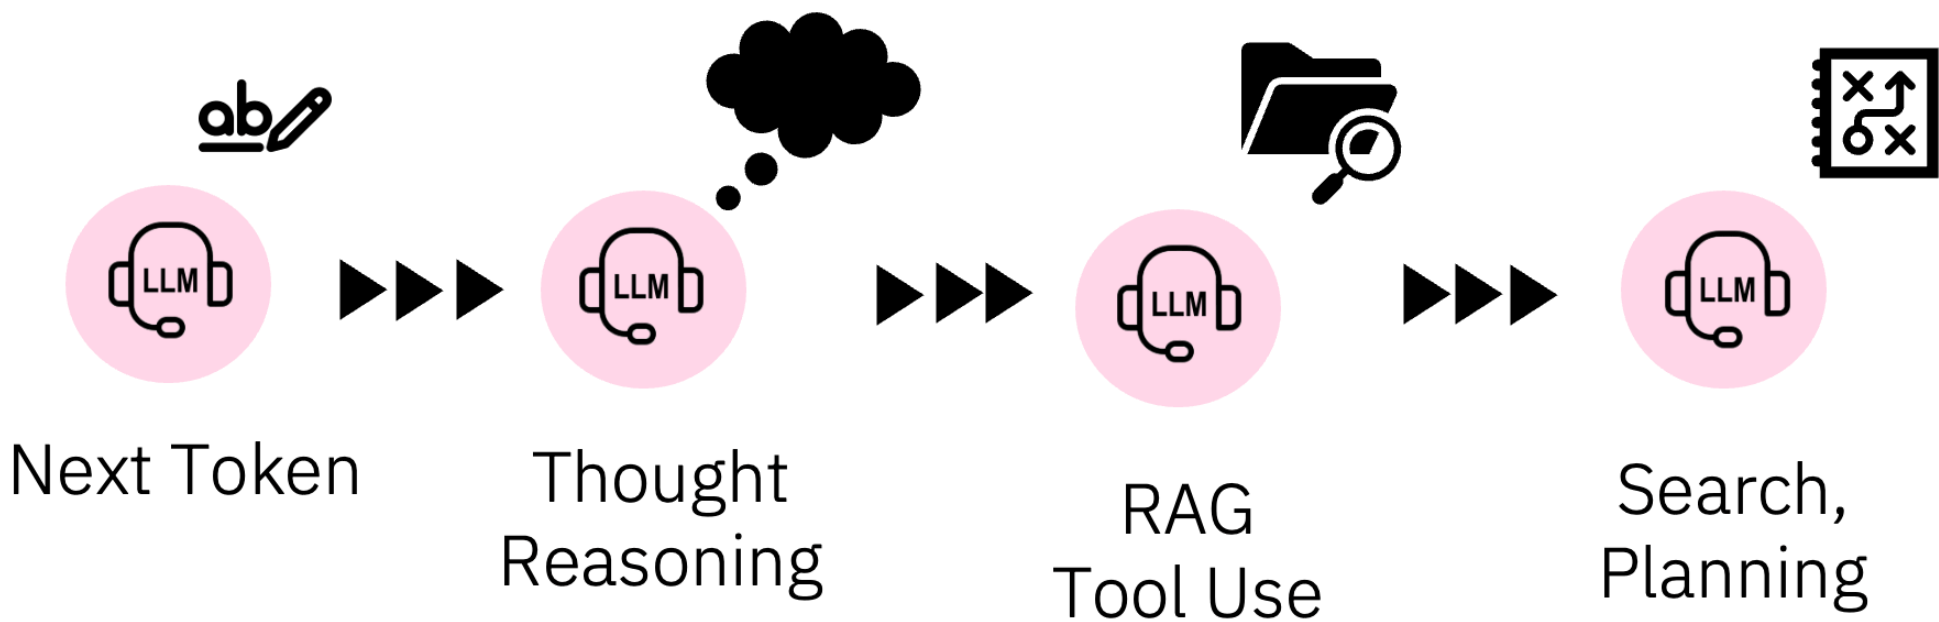 ab
LLM
LLM
LLM
LLM
Next Token
Thought
Reasoning
RAG
Tool Use
Search,
Planning